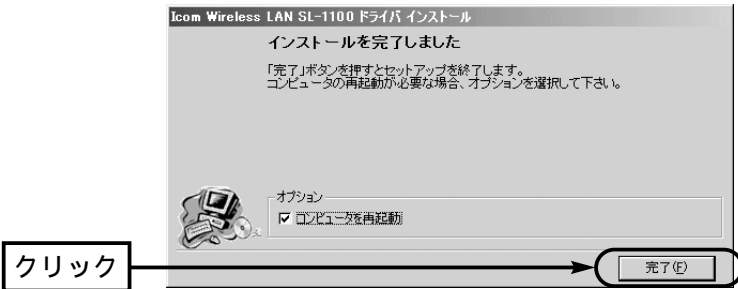 Icom Wireless LAN SL-1100 ドライバ インストール
インストールを完了しました
「完了」ボタンを押すとセットアップを終了します。
コンピュータの再起動が必要な場合、オプションを選択して下さい。
オプション
コンピュータを再起動
クリック
完了(F)